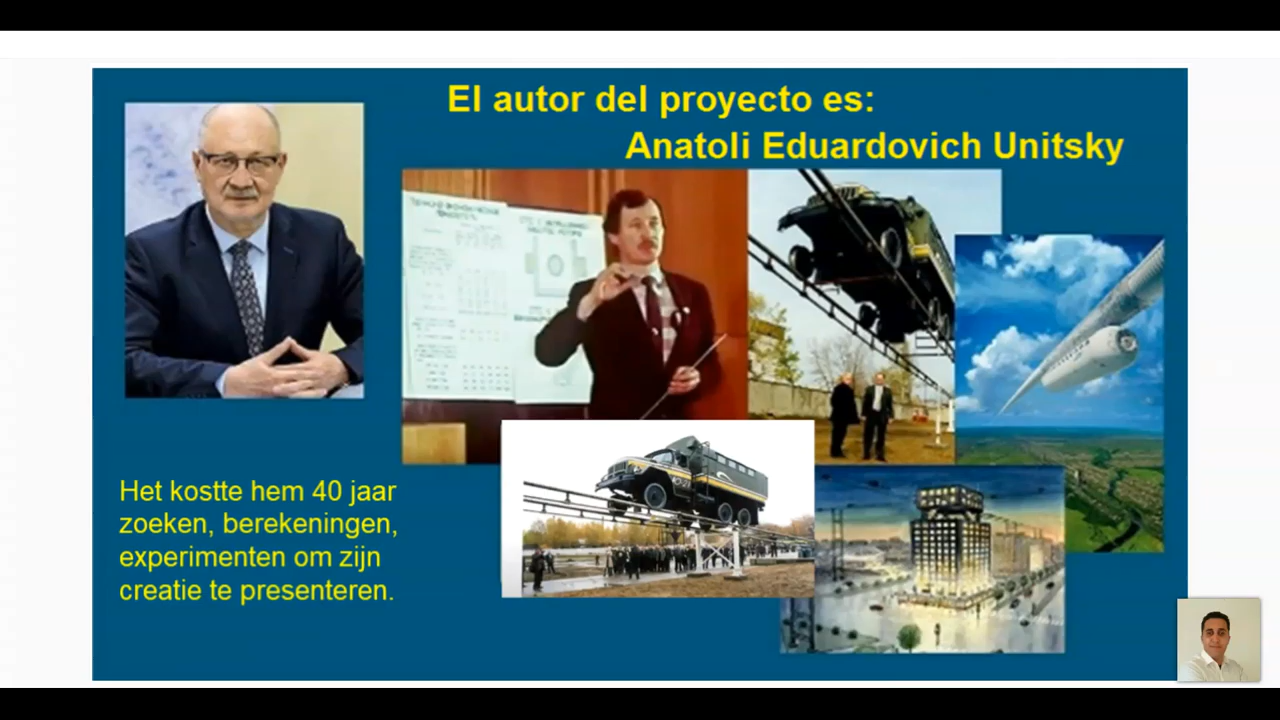 El autor del proyecto es:
Anatoli Eduardovich Unitsky
Het kostte hem 40 jaar
zoeken, berekeningen,
experimenten om zijn
creatie te presenteren.